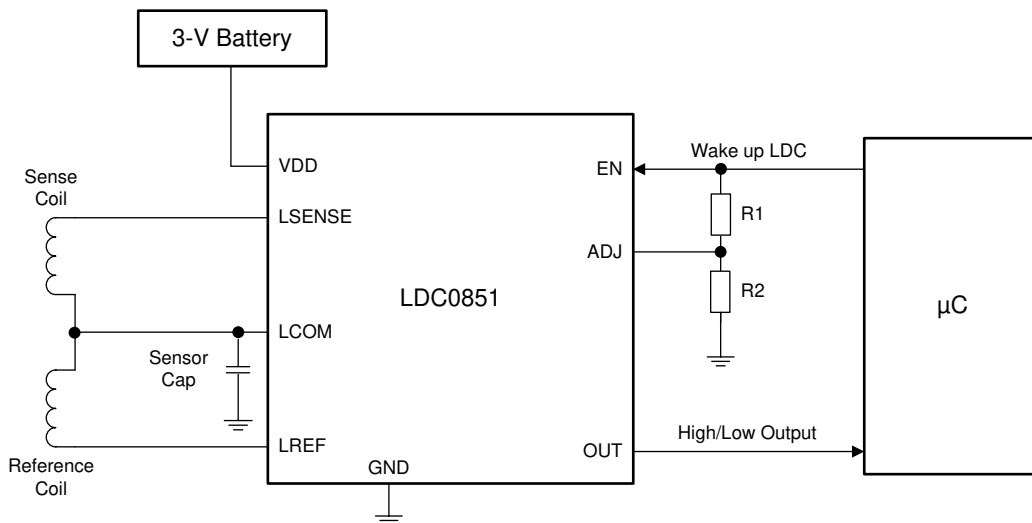 3-V Battery
VDD
EN
Wake up LDC
Sense
Coil
LSENSE
R1
ADJ
R2
LDC0851
µC
LCOM
Sensor
Cap
LREF
OUT
High/Low Output
GND
Reference
Coil